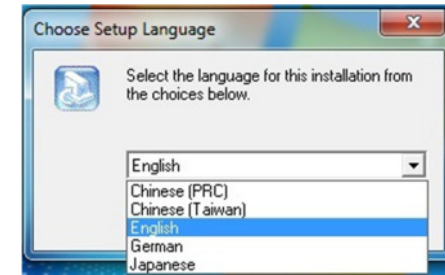 Choose Setup Language
Select the language for this installation from
the choices below.
English
Chinese (PRC)
Chinese (Taiwan)
English
German
Japanese